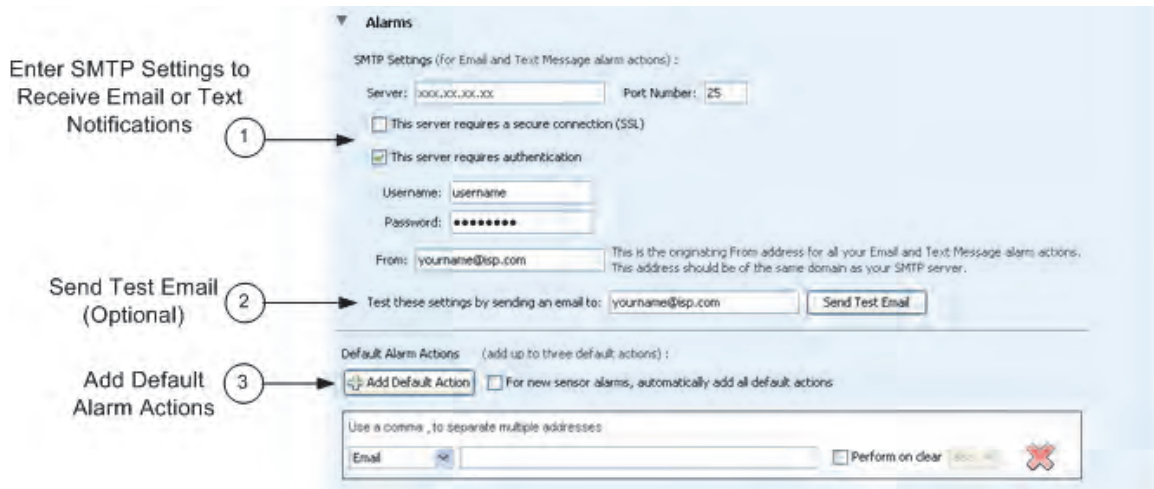 Alarms
SMTP Settings (for Email and Text Message alarm actions) :
Enter SMTP Settings to
Receive Email or Text
Notifications
1
Server: xxx.xx.xx.xx Port Number: 25
This server requires a secure connection (SSL)
This server requires authentication
Username: username
Password: ••••••••
From: yourname@isp.com
This is the originating From address for all your Email and Text Message alarm actions.
This address should be of the same domain as your SMTP server.
Send Test Email
(Optional)
2
Test these settings by sending an email to: yourname@isp.com Send Test Email
Default Alarm Actions (add up to three default actions) :
Add Default
Alarm Actions
3
Add Default Action For new sensor alarms, automatically add all default actions
Use a comma , to separate multiple addresses
Email Perform on clear